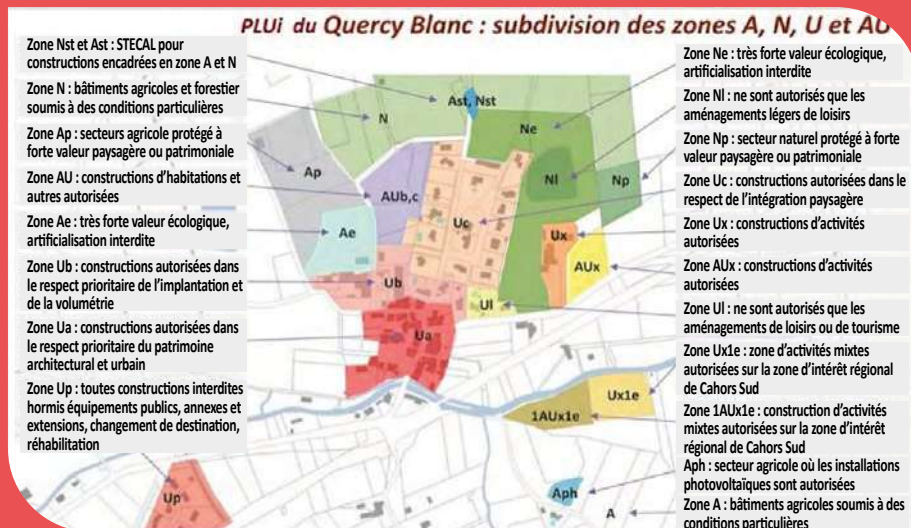 PLUi du Quercy Blanc : subdivision des zones A, N, U et AU
Zone Nst et Ast : STECAL pour
constructions encadrées en zone A et N
Zone N : bâtiments agricoles et forestier
soumis à des conditions particulières
Zone Ap : secteurs agricole protégé à
forte valeur paysagère ou patrimoniale
Zone AU : constructions d'habitations et
autres autorisées
Zone Ae : très forte valeur écologique,
artificialisation interdite
Zone Ub : constructions autorisées dans
le respect prioritaire de l'implantation et
de la volumétrie
Zone Ua : constructions autorisées dans
le respect prioritaire du patrimoine
architectural et urbain
Zone Up : toutes constructions interdites
hormis équipements publics, annexes et
extensions, changement de destination,
réhabilitation
Ast, Nst
N
Ne
Ap
AUb,c
Nl
Np
Uc
Ae
Ux
AUx
Ub
Ul
Ua
Ux1e
1AUx1e
Up
Aph
A
Zone Ne : très forte valeur écologique,
artificialisation interdite
Zone Nl : ne sont autorisés que les
aménagements légers de loisirs
Zone Np : secteur naturel protégé à forte
valeur paysagère ou patrimoniale
Zone Uc : constructions autorisées dans le
respect de l'intégration paysagère
Zone Ux : constructions d'activités
autorisées
Zone AUx : constructions d'activités
autorisées
Zone Ul : ne sont autorisés que les
aménagements de loisirs ou de tourisme
Zone Ux1e : zone d'activités mixtes
autorisées sur la zone d'intérêt régional
de Cahors Sud
Zone 1AUx1e : construction d'activités
mixtes autorisées sur la zone d'intérêt
régional de Cahors Sud
Aph : secteur agricole où les installations
photovoltaïques sont autorisées
Zone A : bâtiments agricoles soumis à des
conditions particulières